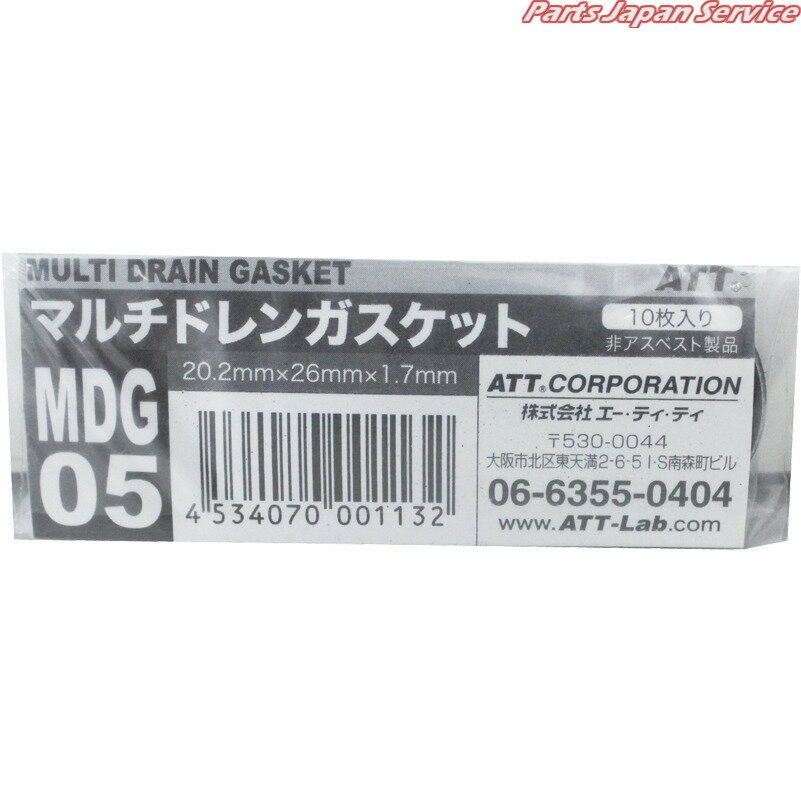 Parts Japan Service
MULTI DRAIN GASKET
ATT.
マルチドレンガスケット
10枚入り
非アスベスト製品
MDG
05
20.2mm×26mm×1.7mm
4 534070 001132
ATT.CORPORATION
株式会社 エー・ティ・ティ
〒530-0044
大阪市北区東天満2-6-5 I・S南森町ビル
06-6355-0404
www.ATT-Lab.com